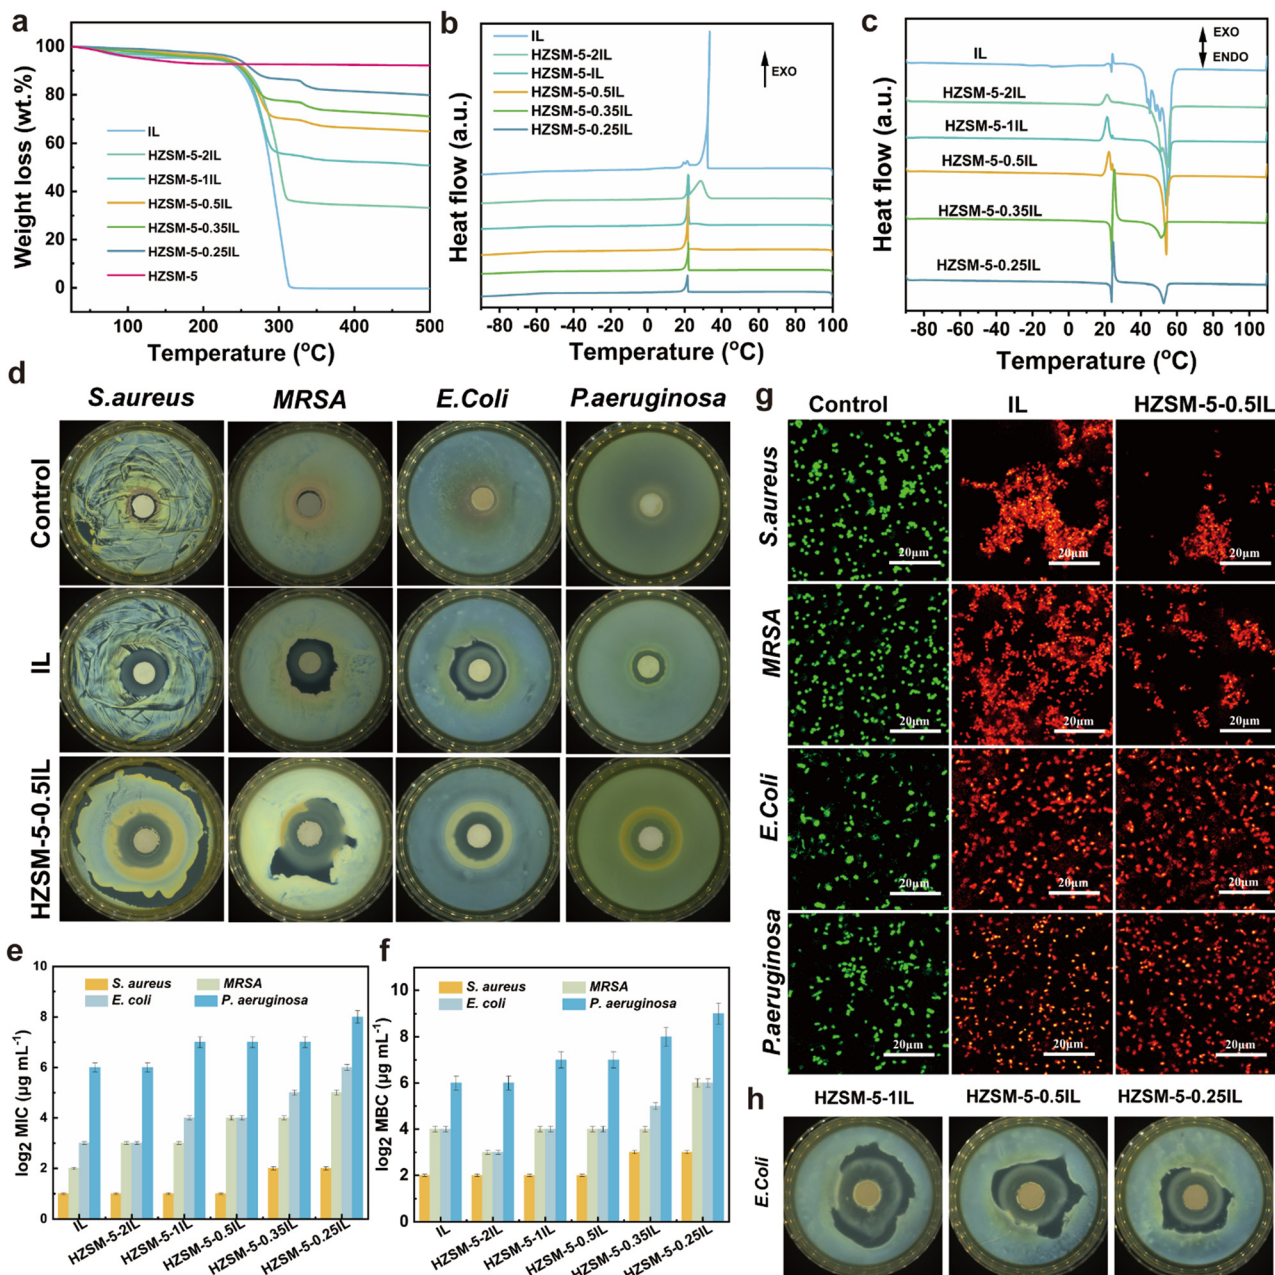 a
Weight loss (wt.%)
100
80
60
40
20
0
IL
HZSM-5-2IL
HZSM-5-1IL
HZSM-5-0.5IL
HZSM-5-0.35IL
HZSM-5-0.25IL
HZSM-5
100
200
300
400
500
Temperature (°C)
b
Heat flow (a.u.)
IL
HZSM-5-2IL
HZSM-5-IL
HZSM-5-0.5IL
HZSM-5-0.35IL
HZSM-5-0.25IL
EXO
-80 -60 -40 -20 0 20 40 60 80 100
Temperature (°C)
c
Heat flow (a.u.)
EXO
ENDO
IL
HZSM-5-2IL
HZSM-5-1IL
HZSM-5-0.5IL
HZSM-5-0.35IL
HZSM-5-0.25IL
-80 -60 -40 -20 0 20 40 60 80 100
Temperature (°C)
d
S.aureus
MRSA
E.Coli
P.aeruginosa
Control
IL
HZSM-5-0.5IL
e
log2 MIC (μg mL⁻¹)
10
8
6
4
2
0
S. aureus
MRSA
E. coli
P. aeruginosa
IL
HZSM-5-2IL
HZSM-5-1IL
HZSM-5-0.5IL
HZSM-5-0.35IL
HZSM-5-0.25IL
f
log2 MBC (μg mL⁻¹)
10
8
6
4
2
0
S. aureus
MRSA
E. coli
P. aeruginosa
IL
HZSM-5-2IL
HZSM-5-1IL
HZSM-5-0.5IL
HZSM-5-0.35IL
HZSM-5-0.25IL
g
Control
IL
HZSM-5-0.5IL
S.aureus
20μm
20μm
20μm
MRSA
20μm
20μm
20μm
E.Coli
20μm
20μm
20μm
P.aeruginosa
20μm
20μm
20μm
h
HZSM-5-1IL
HZSM-5-0.5IL
HZSM-5-0.25IL
E.Coli